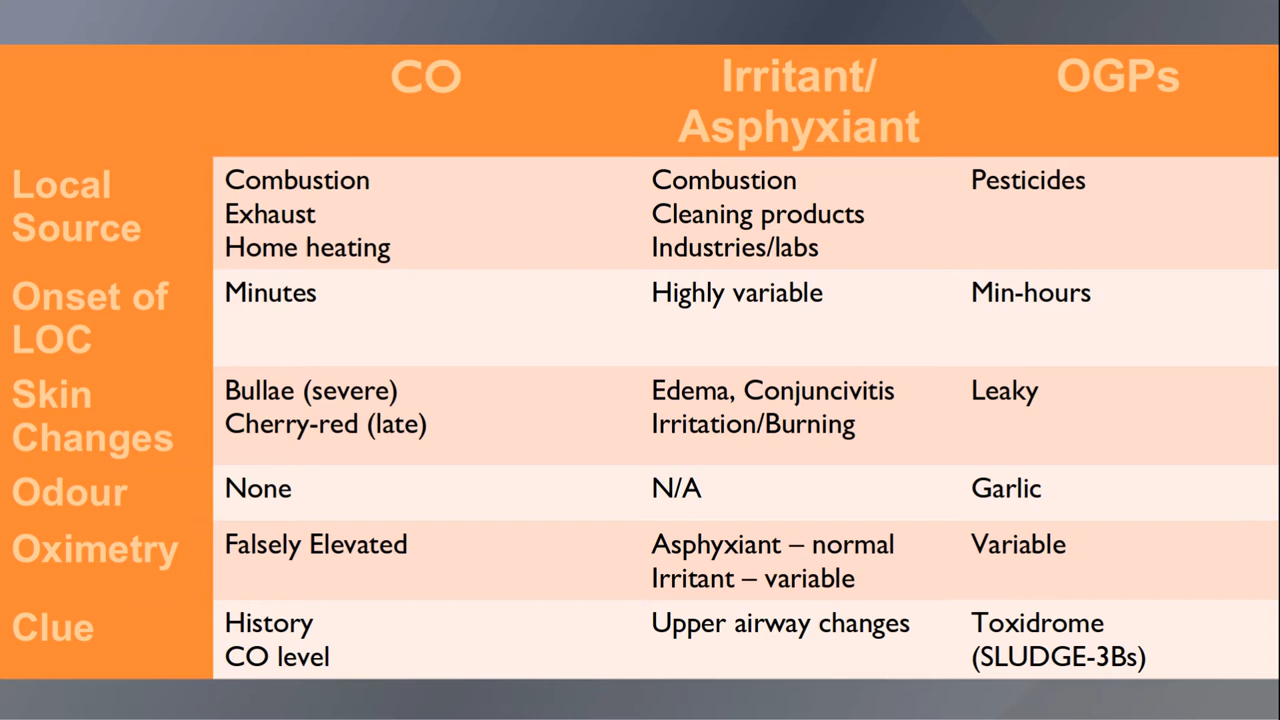 CO
Irritant/
Asphyxiant
OGPs
Local
Source
Combustion
Exhaust
Home heating
Combustion
Cleaning products
Industries/labs
Pesticides
Onset of
LOC
Minutes
Highly variable
Min-hours
Skin
Changes
Bullae (severe)
Cherry-red (late)
Edema, Conjuncivitis
Irritation/Burning
Leaky
Odour
None
N/A
Garlic
Oximetry
Falsely Elevated
Asphyxiant – normal
Irritant – variable
Variable
Clue
History
CO level
Upper airway changes
Toxidrome
(SLUDGE-3Bs)